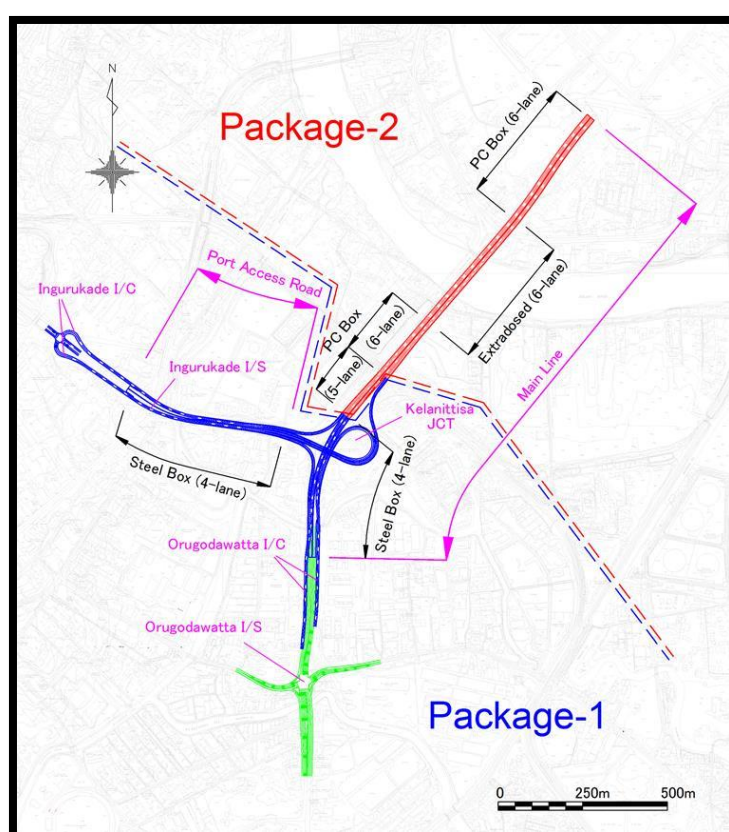 N
Package-2
PC Box (6-lane)
Port Access Road
Ingurukade I/C
PC Box
(6-lane)
(5-lane)
Extradosed (6-lane)
Main Line
Ingurukade I/S
Kelanittisa
JCT
Steel Box (4-lane)
Steel Box (4-lane)
Orugodawatta I/C
Orugodawatta I/S
Package-1
0 250m 500m